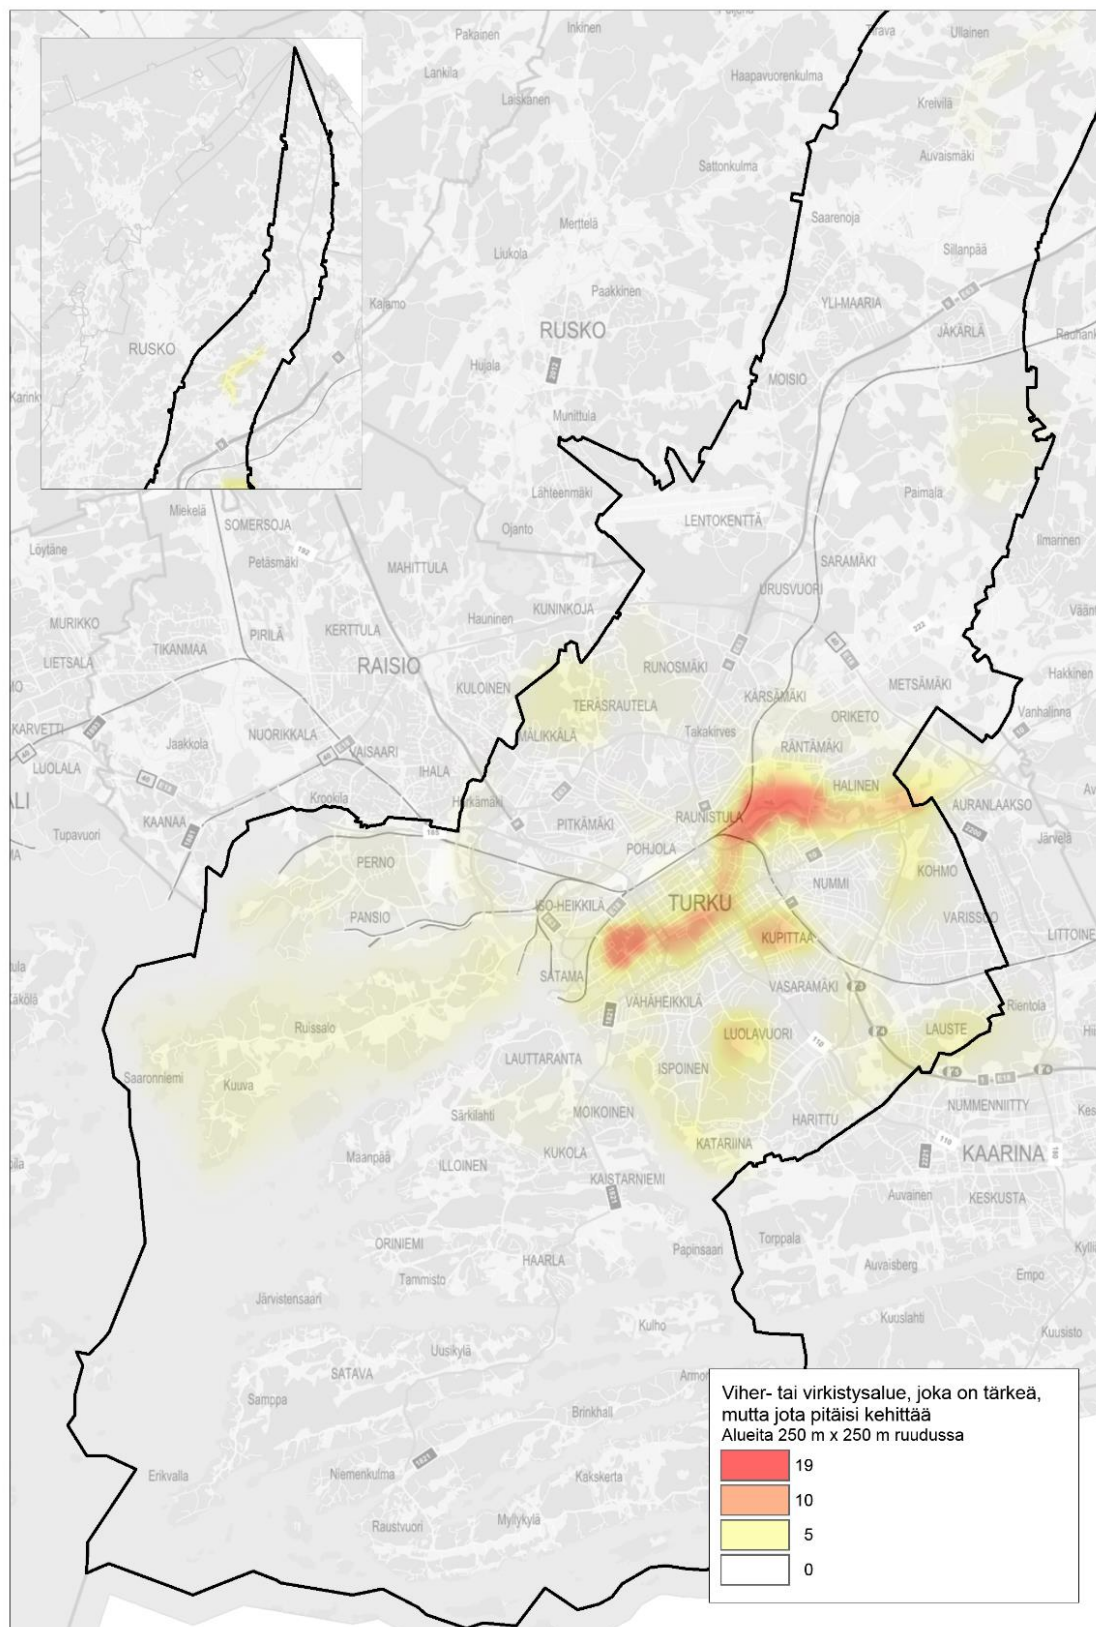 Pakainen
Inkinen
Tirava
Ullainen
Lankila
Haapavuorenkulma
Laiskanen
Kreivilä
Auvaismäki
Sattonkulma
Saarenoja
Merttelä
Liukola
Sillanpää
Paakkinen
YLI-MAARIA
Kajamo
RUSKO
JÄKÄRLÄ
RUSKO
Hujala
MOISIO
Munittula
Lähteenmäki
Paimala
Miekelä
SOMERSOJA
Ojanto
LENTOKENTTÄ
Löytäne
Petäsmäki
MAHITTULA
Ilmarinen
SARAMÄKI
URUSVUORI
Hauninen
KUNINKOJA
MURIKKO
PIRILÄ
KERTTULA
LIETSALA
TIKANMAA
RAISIO
RUNOSMÄKI
KULOINEN
KÄRSÄMÄKI
METSÄMÄKI
Hakkinen
TERÄSRAUTELA
ORIKETO
Vanhalinna
KARVETTI
NUORIKKALA
Takakirves
MÄLIKKÄLÄ
Jaakkola
VAISAARI
RÄNTÄMÄKI
LUOLALA
IHALA
HALINEN
Krookila
Härkämäki
AURANLAAKSO
KAANAA
RAUNISTULA
PITKÄMÄKI
Tupavuori
Järvelä
POHJOLA
PERNO
KOHMO
NUMMI
ISO-HEIKKILÄ
TURKU
PANSIO
VARISSUO
KUPITTAA
SATAMA
VASARAMÄKI
VÄHÄHEIKKILÄ
Rientola
Ruissalo
LUOLAVUORI
LAUSTE
LAUTTARANTA
Saaronniemi
ISPOINEN
Kuuva
NUMMENNIITTY
Särkilahti
MOIKOINEN
HARITTU
KATARIINA
Maanpää
KUKOLA
ILLOINEN
KAARINA
KAISTARNIEMI
Auvainen
KESKUSTA
Torppala
ORINIEMI
Papinsaari
HAARLA
Auvaisberg
Tammisto
Empo
Järvistensaari
Kuuslahti
Kulho
Kuusisto
Uusikylä
SATAVA
Samppa
Brinkhall
Erikvalla
Niemenkulma
Kakskerta
Myllykylä
Raustvuori
Viher- tai virkistysalue, joka on tärkeä,
mutta jota pitäisi kehittää
Alueita 250 m x 250 m ruudussa
19
10
5
0